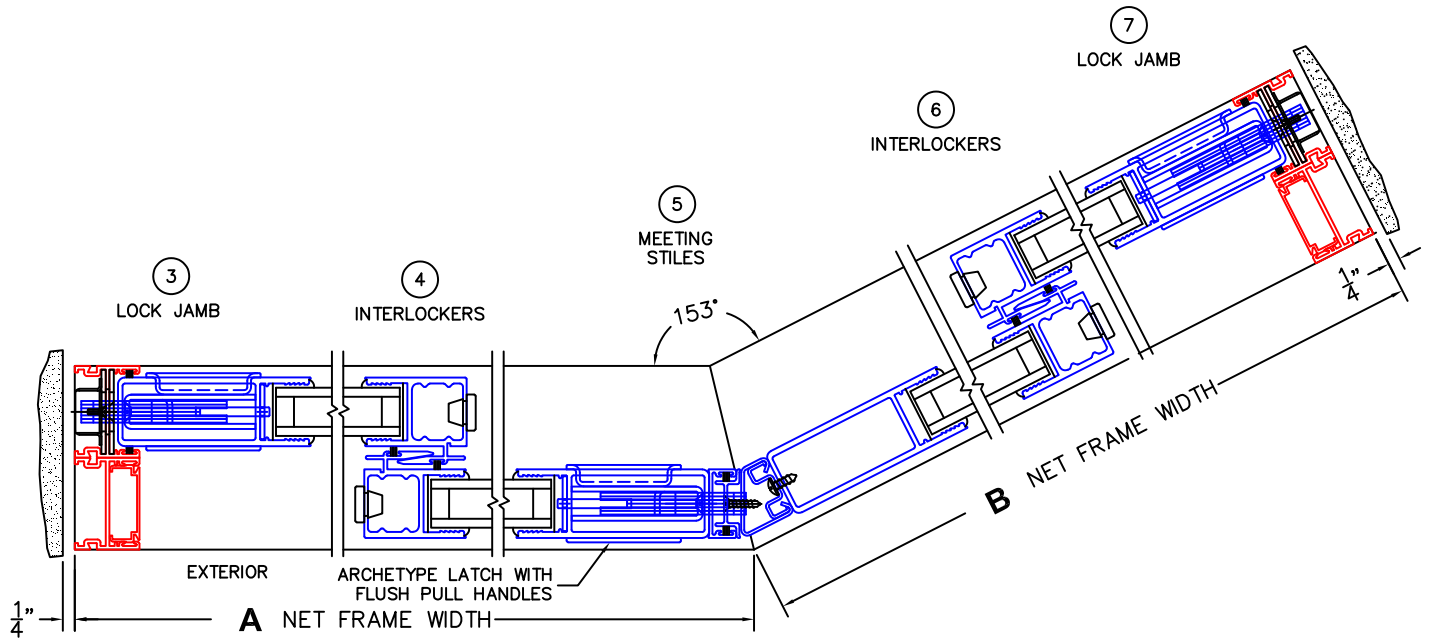 7
LOCK JAMB
6
INTERLOCKERS
5
MEETING
STILES
3
LOCK JAMB
4
INTERLOCKERS
153°
1/4"
B NET FRAME WIDTH
EXTERIOR
ARCHETYPE LATCH WITH
FLUSH PULL HANDLES
1/4"
A NET FRAME WIDTH